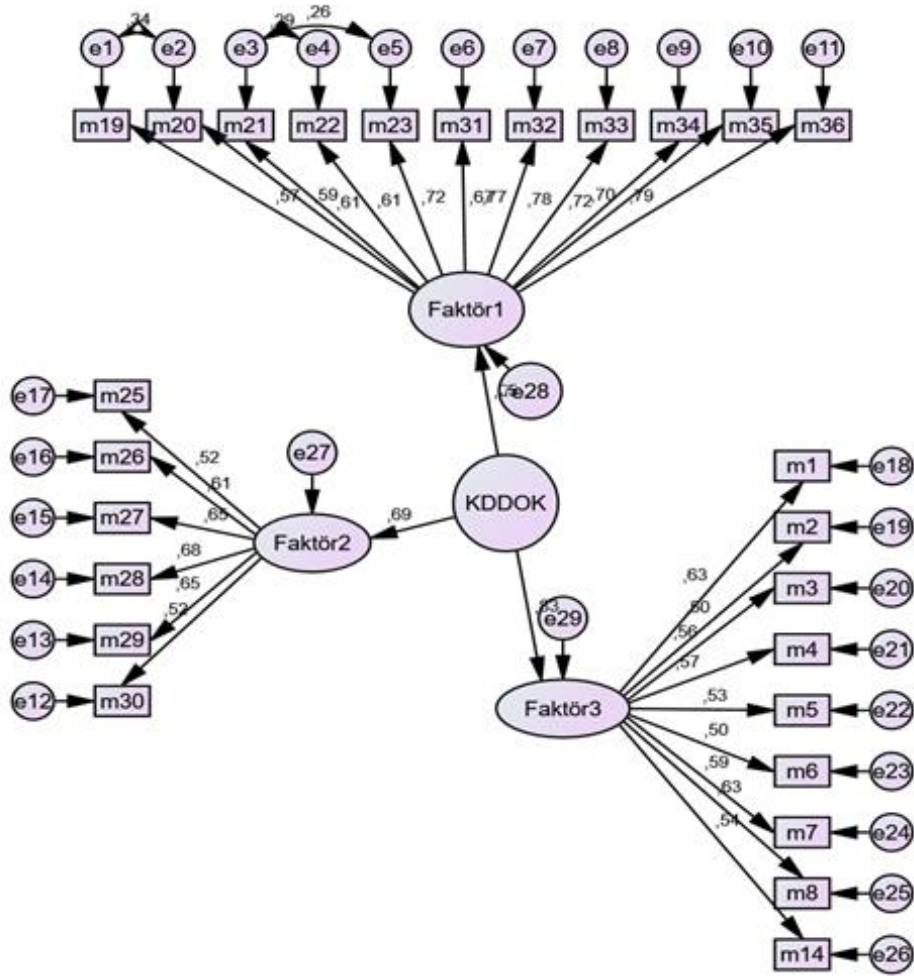 ,34 ,29 ,26
e1 e2 e3 e4 e5 e6 e7 e8 e9 e10 e11
m19 m20 m21 m22 m23 m31 m32 m33 m34 m35 m36
,57 ,59 ,61 ,61 ,72 ,67 ,77 ,78 ,72 ,70 ,79
Faktör1
e28
e17 m25
e16 m26
e15 m27
e14 m28
e13 m29
e12 m30
,52
,61
,65
,68
,65
,52
e27
Faktör2
,69
KDDOK
,83
e29
Faktör3
,63
,50
,56
,57
,53
,50
,59
,63
,54
m1 e18
m2 e19
m3 e20
m4 e21
m5 e22
m6 e23
m7 e24
m8 e25
m14 e26